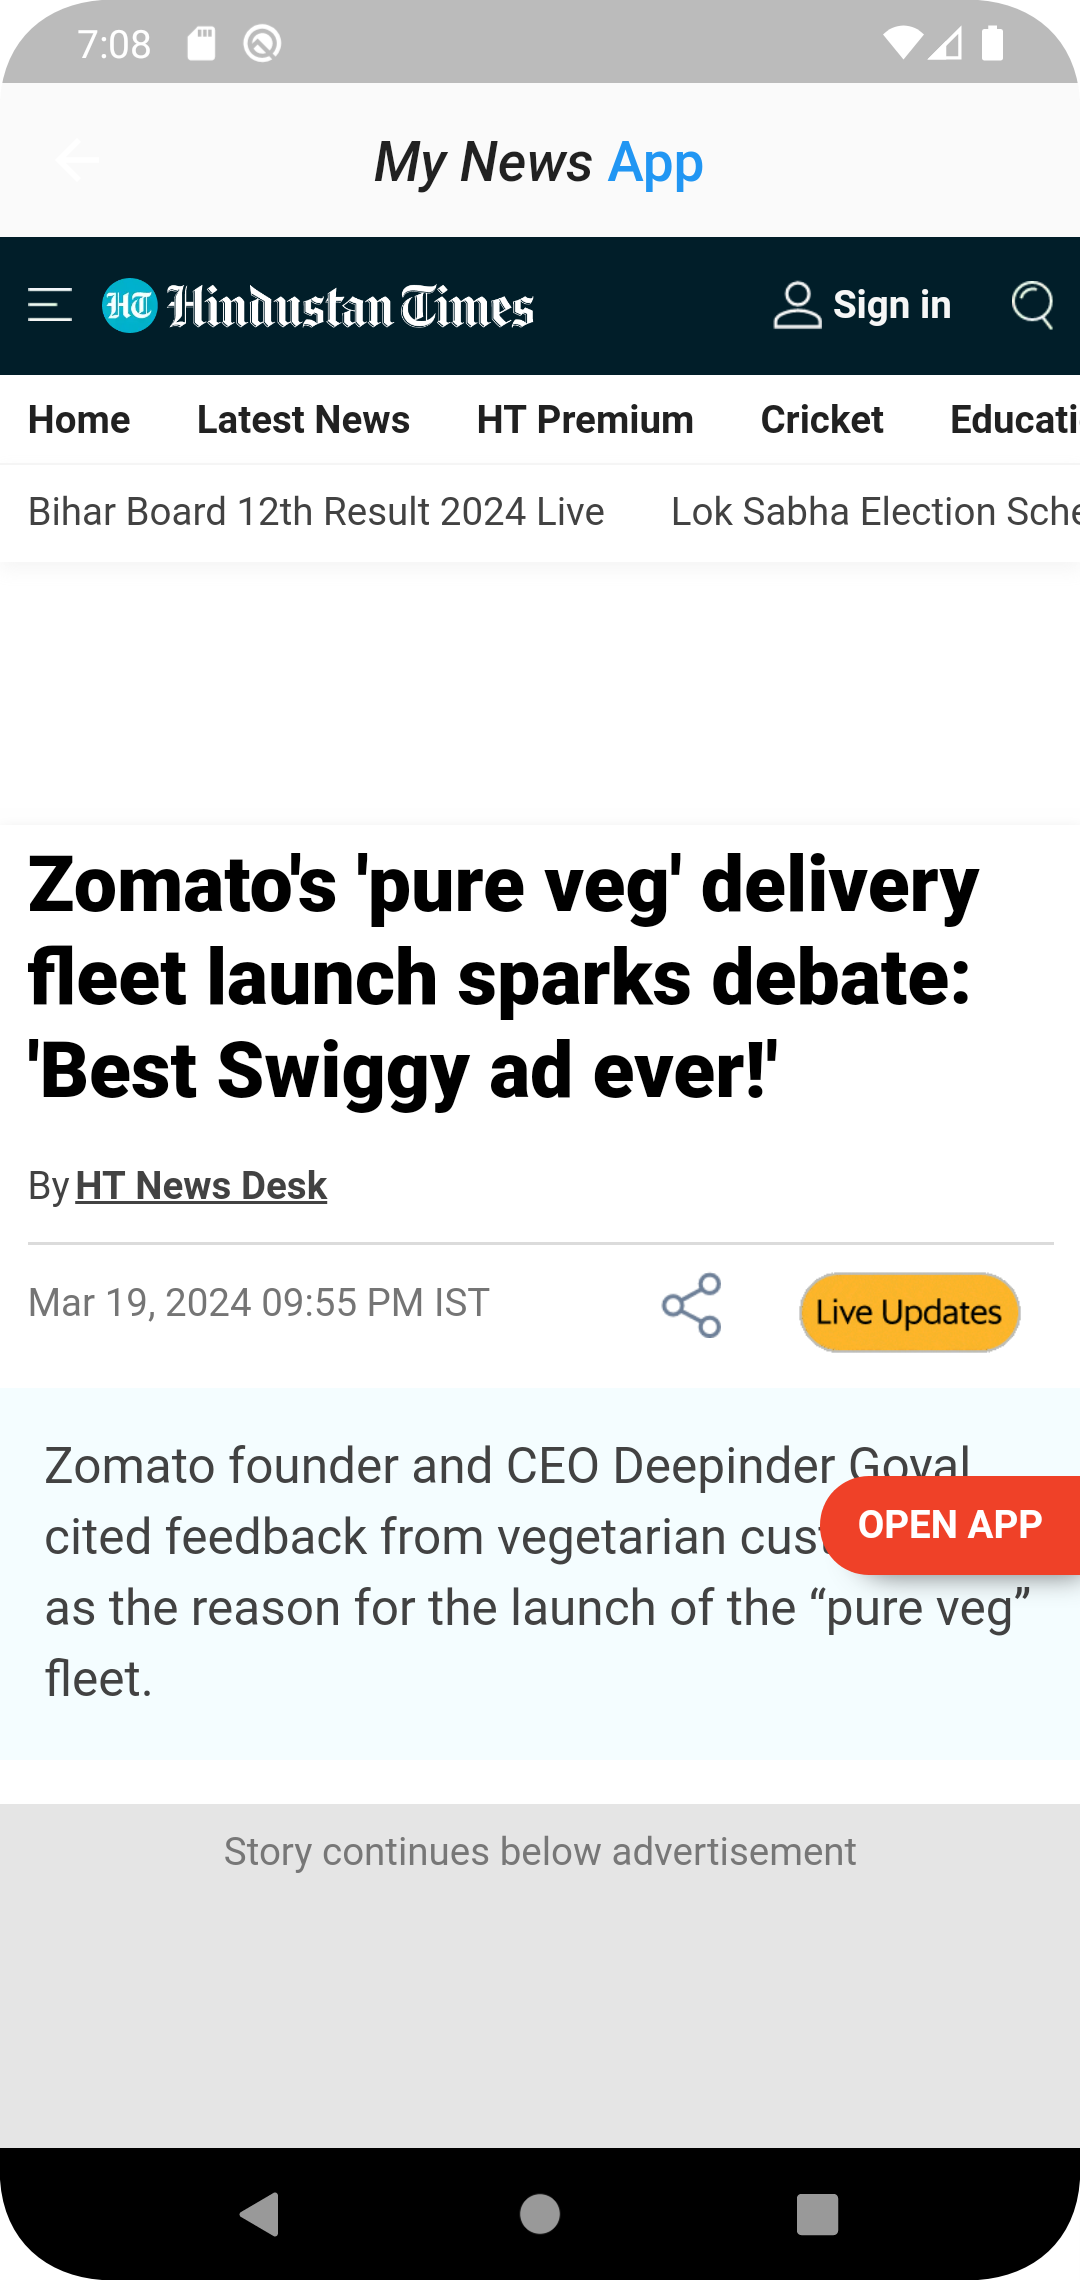 7:08
My News App
HT Hindustan Times
Sign in
Home Latest News HT Premium Cricket Educati
Bihar Board 12th Result 2024 Live Lok Sabha Election Sche
Zomato's 'pure veg' delivery
fleet launch sparks debate:
'Best Swiggy ad ever!'
By HT News Desk
Mar 19, 2024 09:55 PM IST
Live Updates
Zomato founder and CEO Deepinder Goyal
cited feedback from vegetarian cust
OPEN APP
as the reason for the launch of the “pure veg”
fleet.
Story continues below advertisement